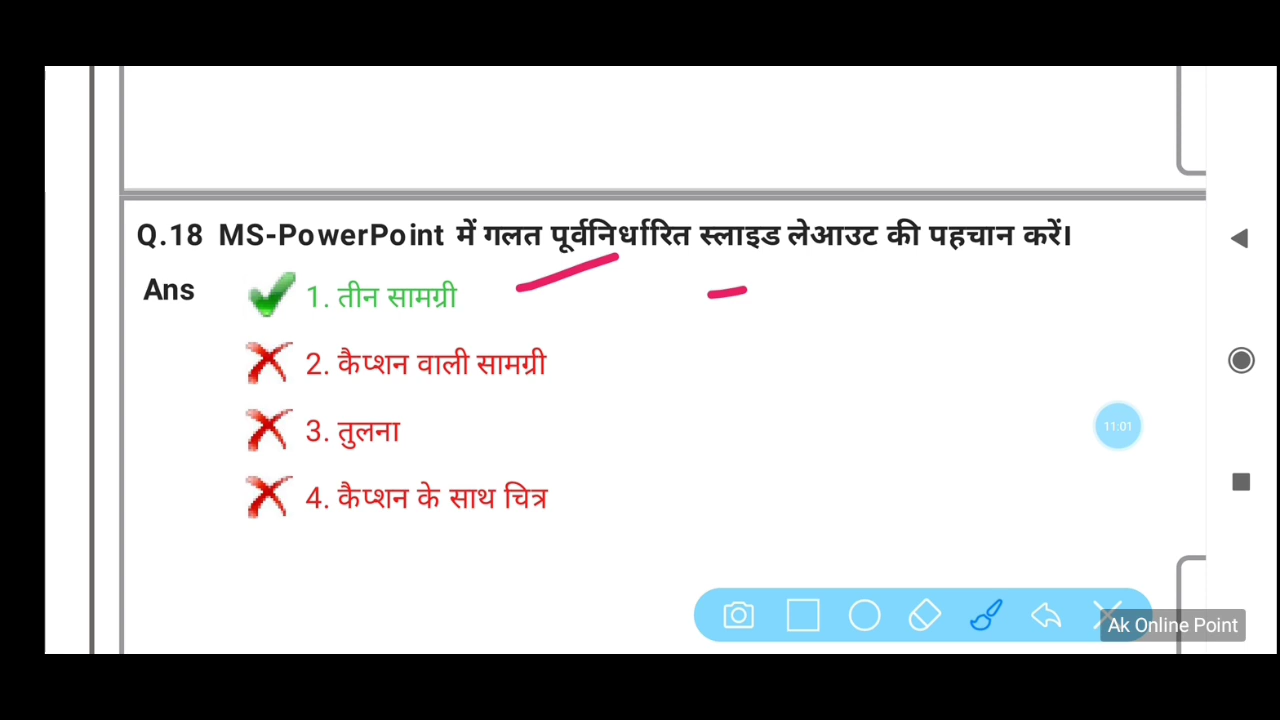 Q.18 MS-PowerPoint में गलत पूर्वनिर्धारित स्लाइड लेआउट की पहचान करें।
Ans 1. तीन सामग्री
2. कैप्शन वाली सामग्री
3. तुलना
4. कैप्शन के साथ चित्र
11:01
Ak Online Point